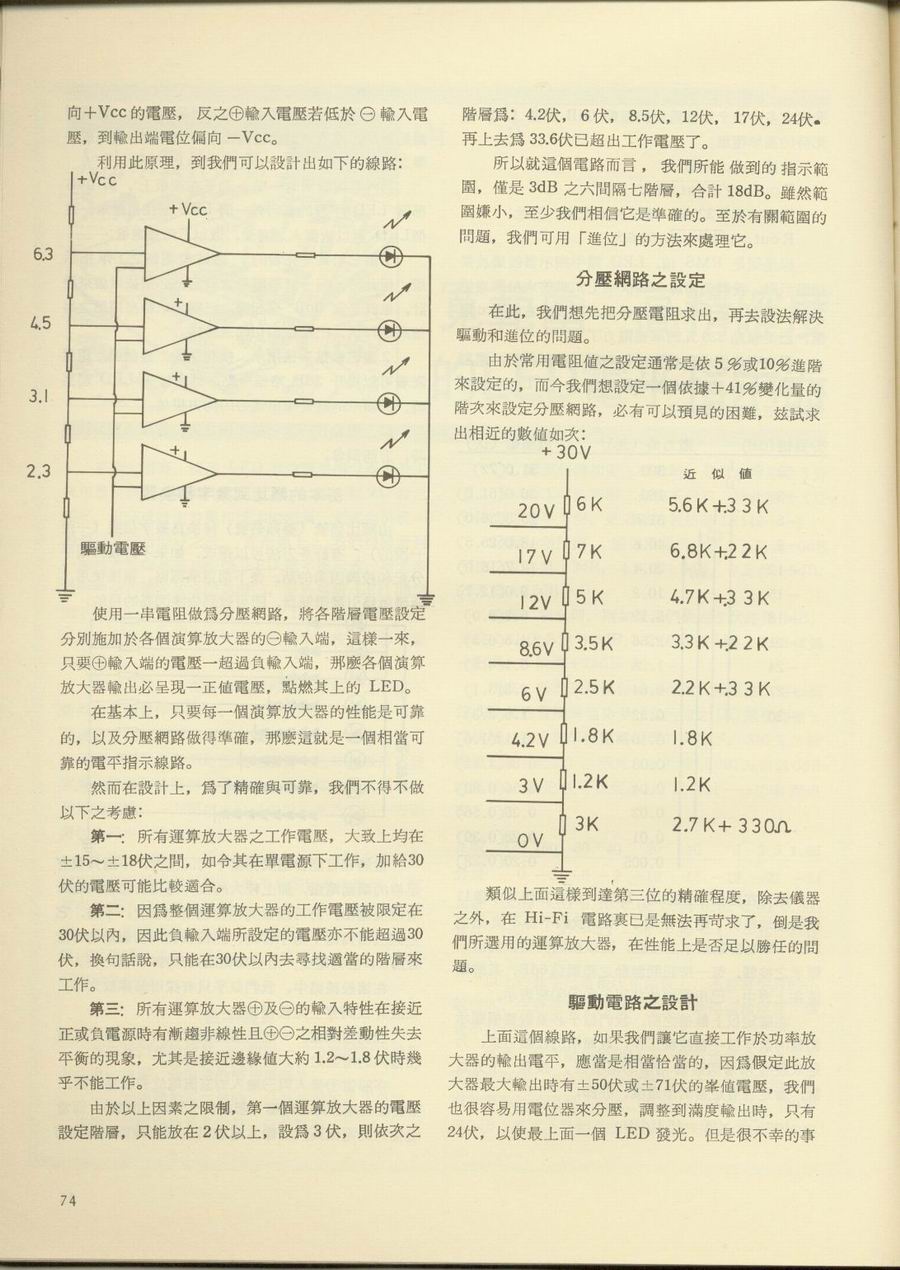 向＋Vcc 的電壓， 反之⊕輸入電壓若低於 ⊖ 輸入電
壓，到輸出端電位偏向 －Vcc。
利用此原理，到我們可以設計出如下的線路：
+Vcc
+Vcc
6.3
+
4.5
+
3.1
+
2.3
驅動電壓
使用一串電阻做爲分壓網路，將各階層電壓設定
分別施加於各個演算放大器的⊖輸入端，這樣一來，
只要⊕輸入端的電壓一超過負輸入端，那麽各個演算
放大器輸出必呈現一正値電壓，點燃其上的 LED。
在基本上，只要每一個演算放大器的性能是可靠
的，以及分壓網路做得準確，那麽這就是一個相當可
靠的電平指示線路。
然而在設計上，爲了精確與可靠，我們不得不做
以下之考慮：
第一：所有運算放大器之工作電壓，大致上均在
±15～±18伏之間，如令其在單電源下工作，加給30
伏的電壓可能比較適合。
第二：因爲整個運算放大器的工作電壓被限定在
30伏以內，因此負輸入端所設定的電壓亦不能超過30
伏，換句話說，只能在30伏以內去尋找適當的階層來
工作。
第三：所有運算放大器⊕及⊖的輸入特性在接近
正或負電源時有漸趨非線性且⊕⊖之相對差動性失去
平衡的現象，尤其是接近邊緣値大約 1.2～1.8 伏時幾
乎不能工作。
由於以上因素之限制，第一個運算放大器的電壓
設定階層，只能放在 2 伏以上，設爲 3 伏，則依次之
74
階層爲：4.2伏， 6 伏， 8.5伏，12伏， 17伏，24伏。
再上去爲 33.6伏已超出工作電壓了。
所以就這個電路而言， 我們所能 做到的 指示範
圍，僅是 3dB 之六間隔七階層，合計 18dB。雖然範
圍嫌小，至少我們相信它是準確的。至於有關範圍的
問題，我們可用「進位」的方法來處理它。
分壓網路之設定
在此，我們想先把分壓電阻求出，再去設法解決
驅動和進位的問題。
由於常用電阻値之設定通常是依 5 %或10%進階
來設定的，而今我們想設定一個依據＋41%變化量的
階次來設定分壓網路，必有可以預見的困難，玆試求
出相近的數値如次：
+30V
近 似 値
20V 6K 5.6K+.33K
17V 7K 6.8K+.22K
12V 5K 4.7K+.33K
8.6V 3.5K 3.3K+.22K
6V 2.5K 2.2K+.33K
4.2V 1.8K 1.8K
3V 1.2K 1.2K
0V 3K 2.7K+330Ω
類似上面這樣到達第三位的精確程度，除去儀器
之外，在 Hi-Fi 電路裏已是無法再苛求了，倒是我
們所選用的運算放大器，在性能上是否足以勝任的問
題。
驅動電路之設計
上面這個線路，如果我們讓它直接工作於功率放
大器的輸出電平，應當是相當恰當的，因爲假定此放
大器最大輸出時有±50伏或±71伏的峯値電壓，我們
也很容易用電位器來分壓，調整到滿度輸出時，只有
24伏，以使最上面一個 LED 發光。但是很不幸的事